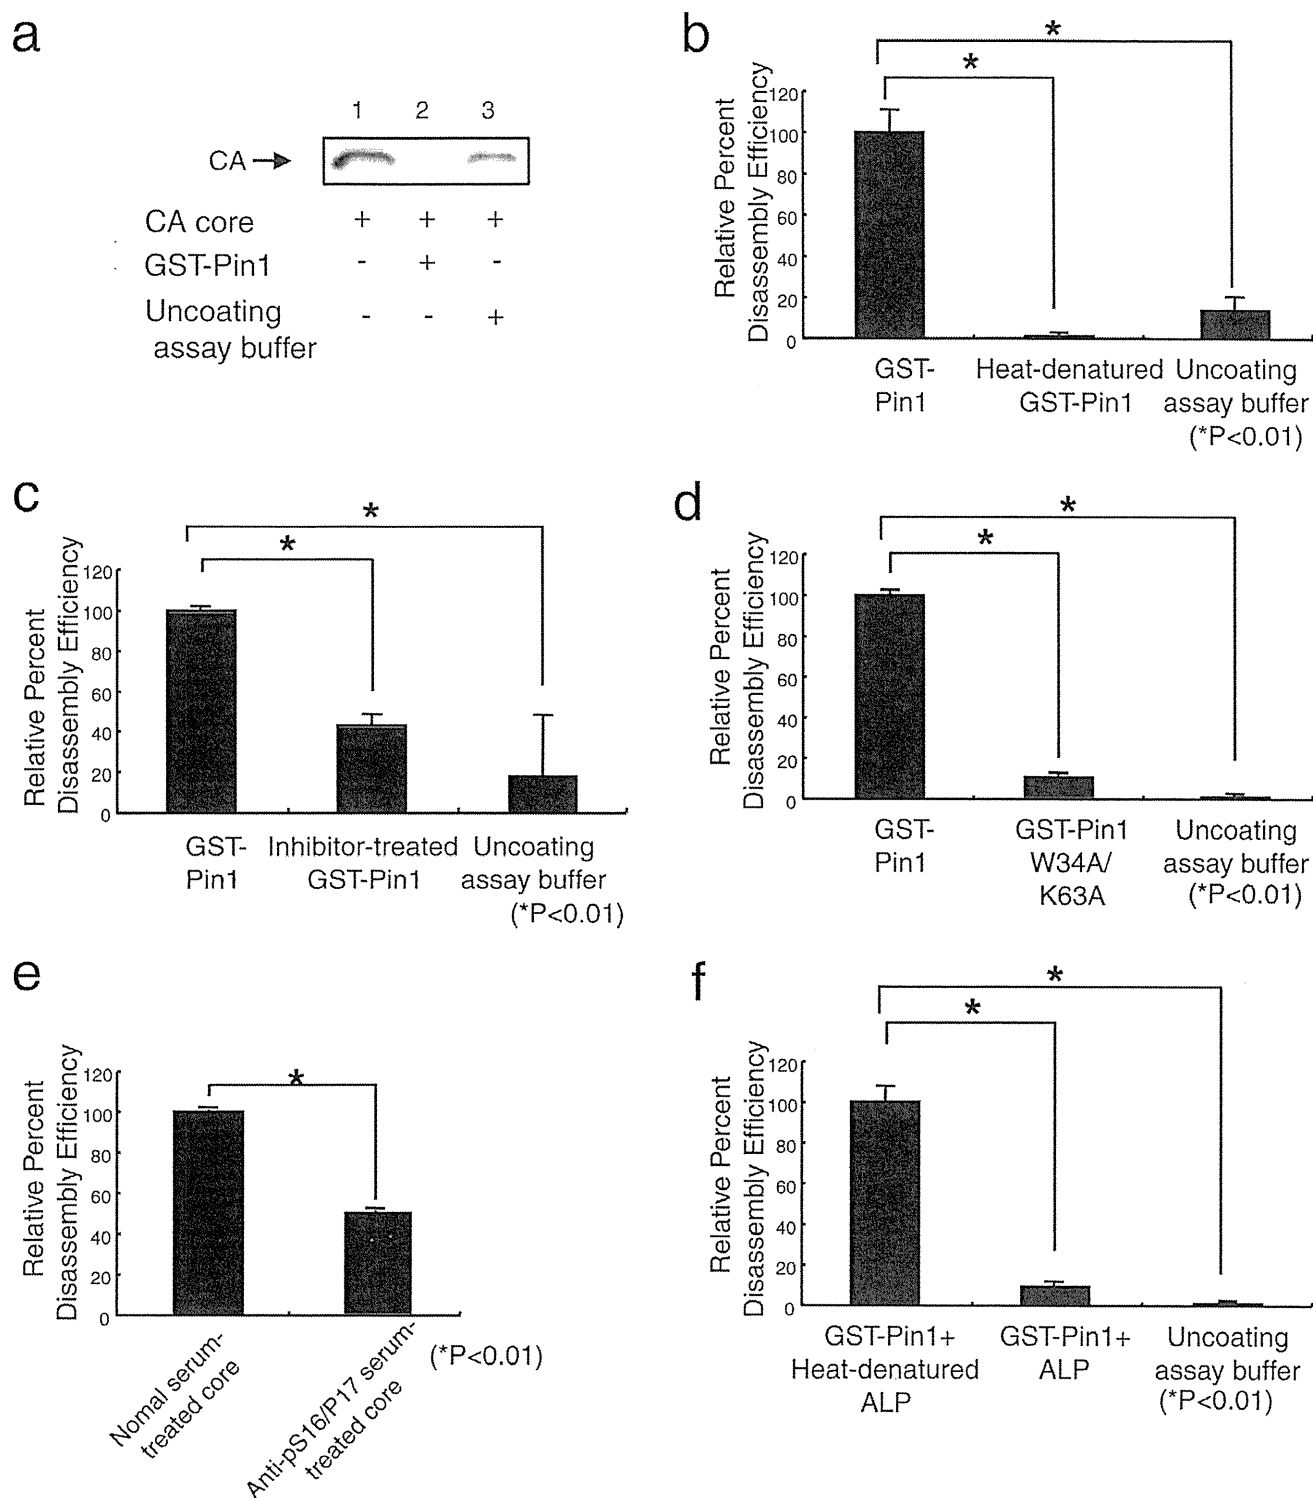 a
1 2 3
CA
CA core + + +
GST-Pin1 - + -
Uncoating
assay buffer - - +
b
Relative Percent
Disassembly Efficiency
120
100
80
60
40
20
0
*
*
GST-
Pin1
Heat-denatured
GST-Pin1
Uncoating
assay buffer
(*P<0.01)
c
Relative Percent
Disassembly Efficiency
120
100
80
60
40
20
0
*
*
GST-
Pin1
Inhibitor-treated
GST-Pin1
Uncoating
assay buffer
(*P<0.01)
d
Relative Percent
Disassembly Efficiency
120
100
80
60
40
20
0
*
*
GST-
Pin1
GST-Pin1
W34A/
K63A
Uncoating
assay buffer
(*P<0.01)
e
Relative Percent
Disassembly Efficiency
120
100
80
60
40
20
0
*
Nomal serum-
treated core
Anti-pS16/P17 serum-
treated core
(*P<0.01)
f
Relative Percent
Disassembly Efficiency
120
100
80
60
40
20
0
*
*
GST-Pin1+
Heat-denatured
ALP
GST-Pin1+
ALP
Uncoating
assay buffer
(*P<0.01)